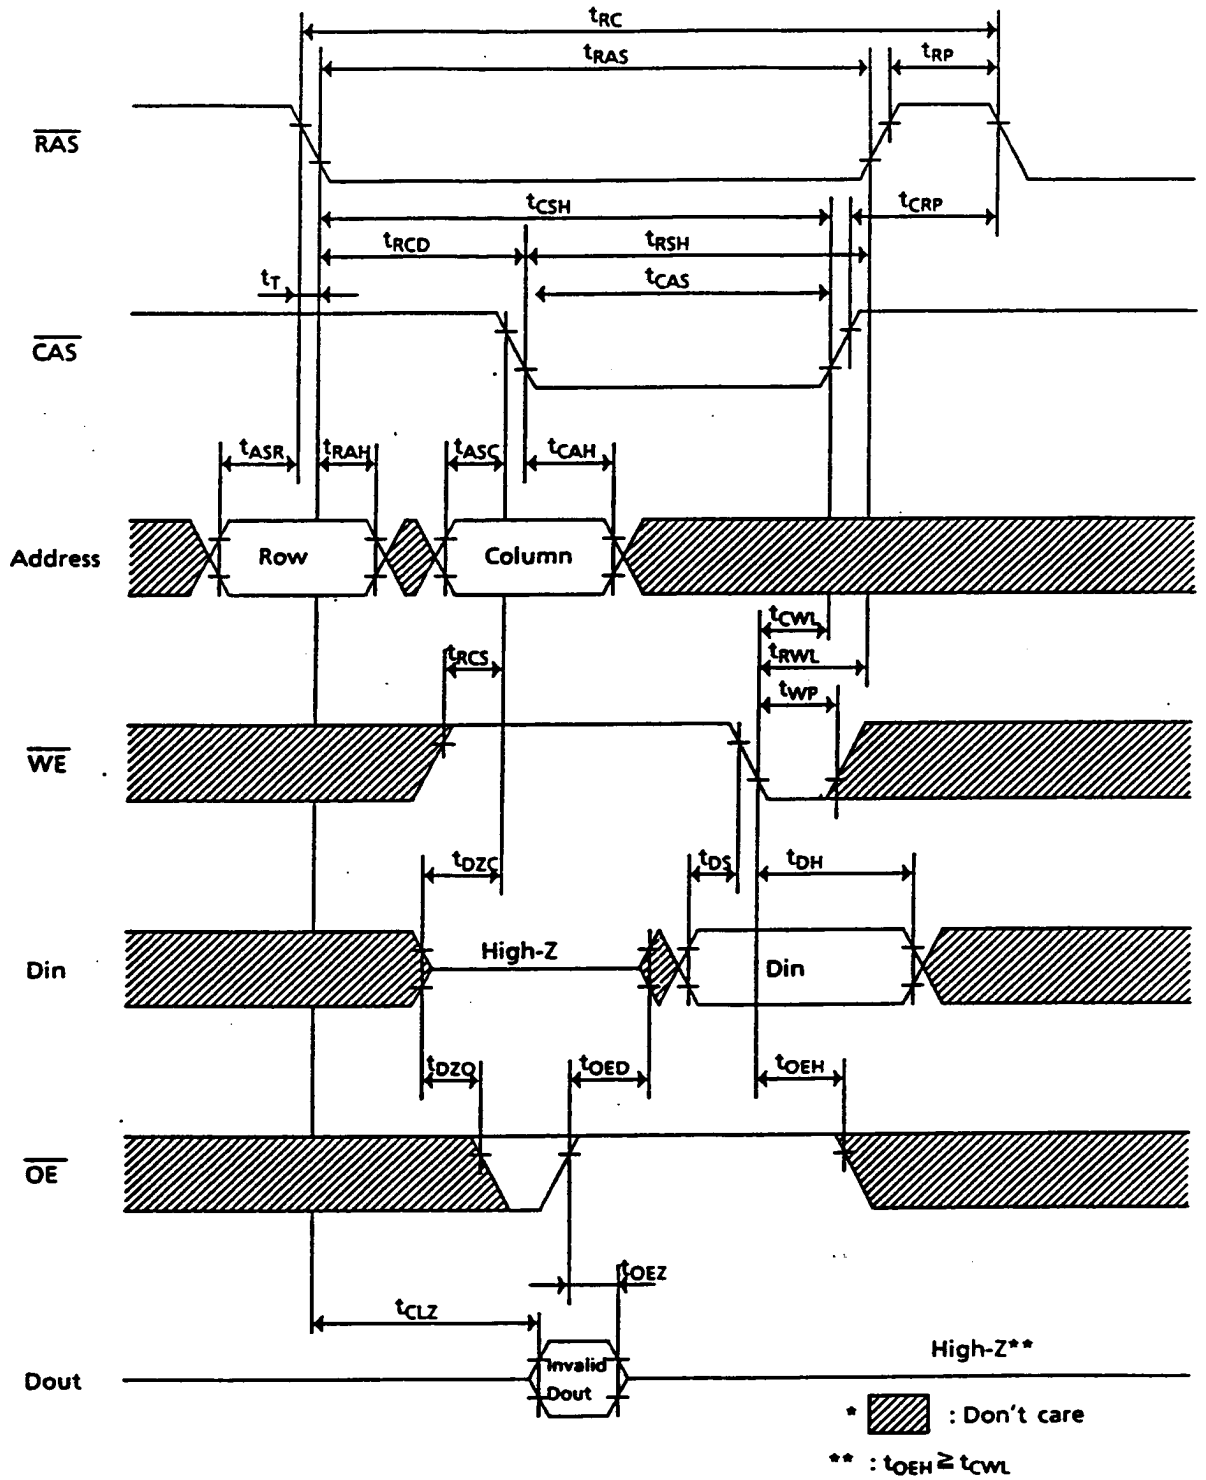 tRC
tRAS
tRP
RAS
tCSH
tCRP
tRCD
tRSH
tT
tCAS
CAS
tASR
tRAH
tASC
tCAH
Address
Row
Column
tCWL
tRCS
tRWL
tWP
WE
tDZC
tDS
tDH
Din
High-Z
Din
tDZO
tOED
tOEH
OE
tOEZ
tCLZ
High-Z**
Dout
Invalid
Dout
* : Don't care
** : tOEH ≧ tCWL